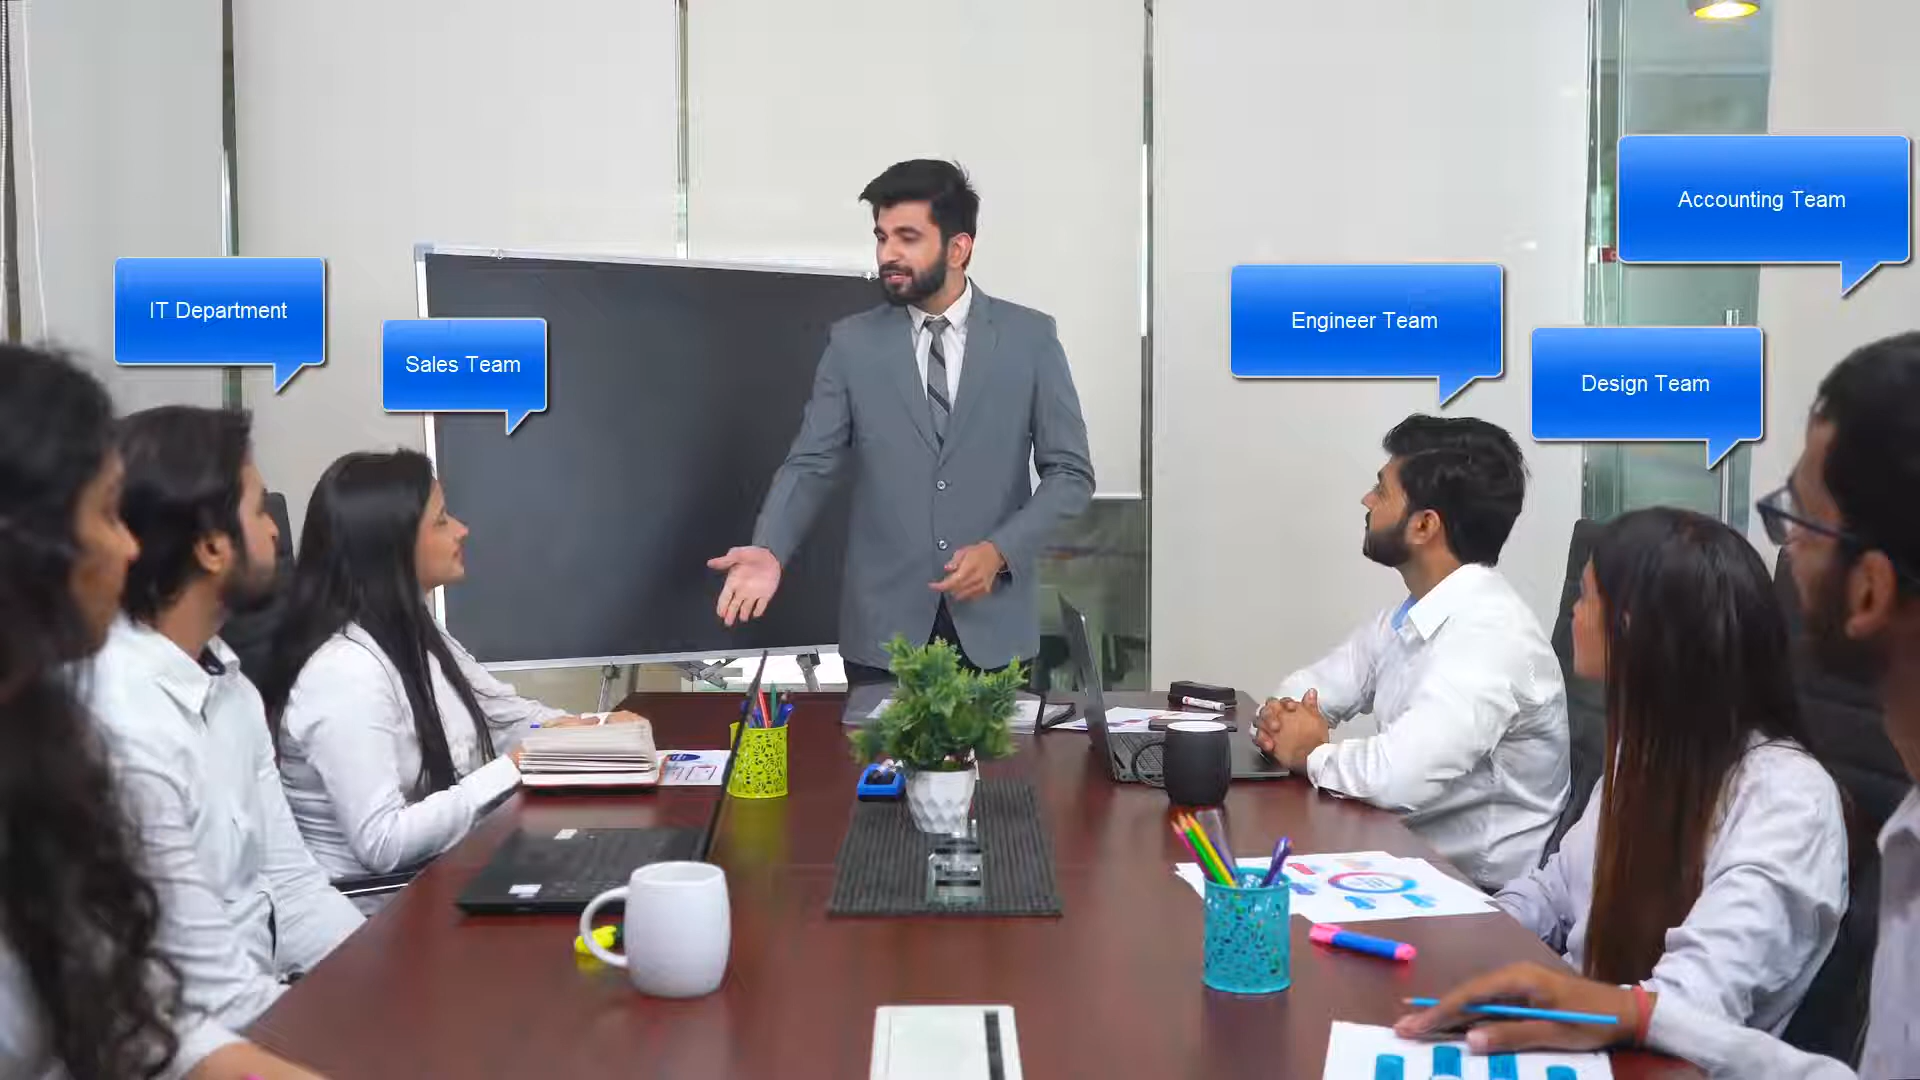 Accounting Team
IT Department
Sales Team
Engineer Team
Design Team